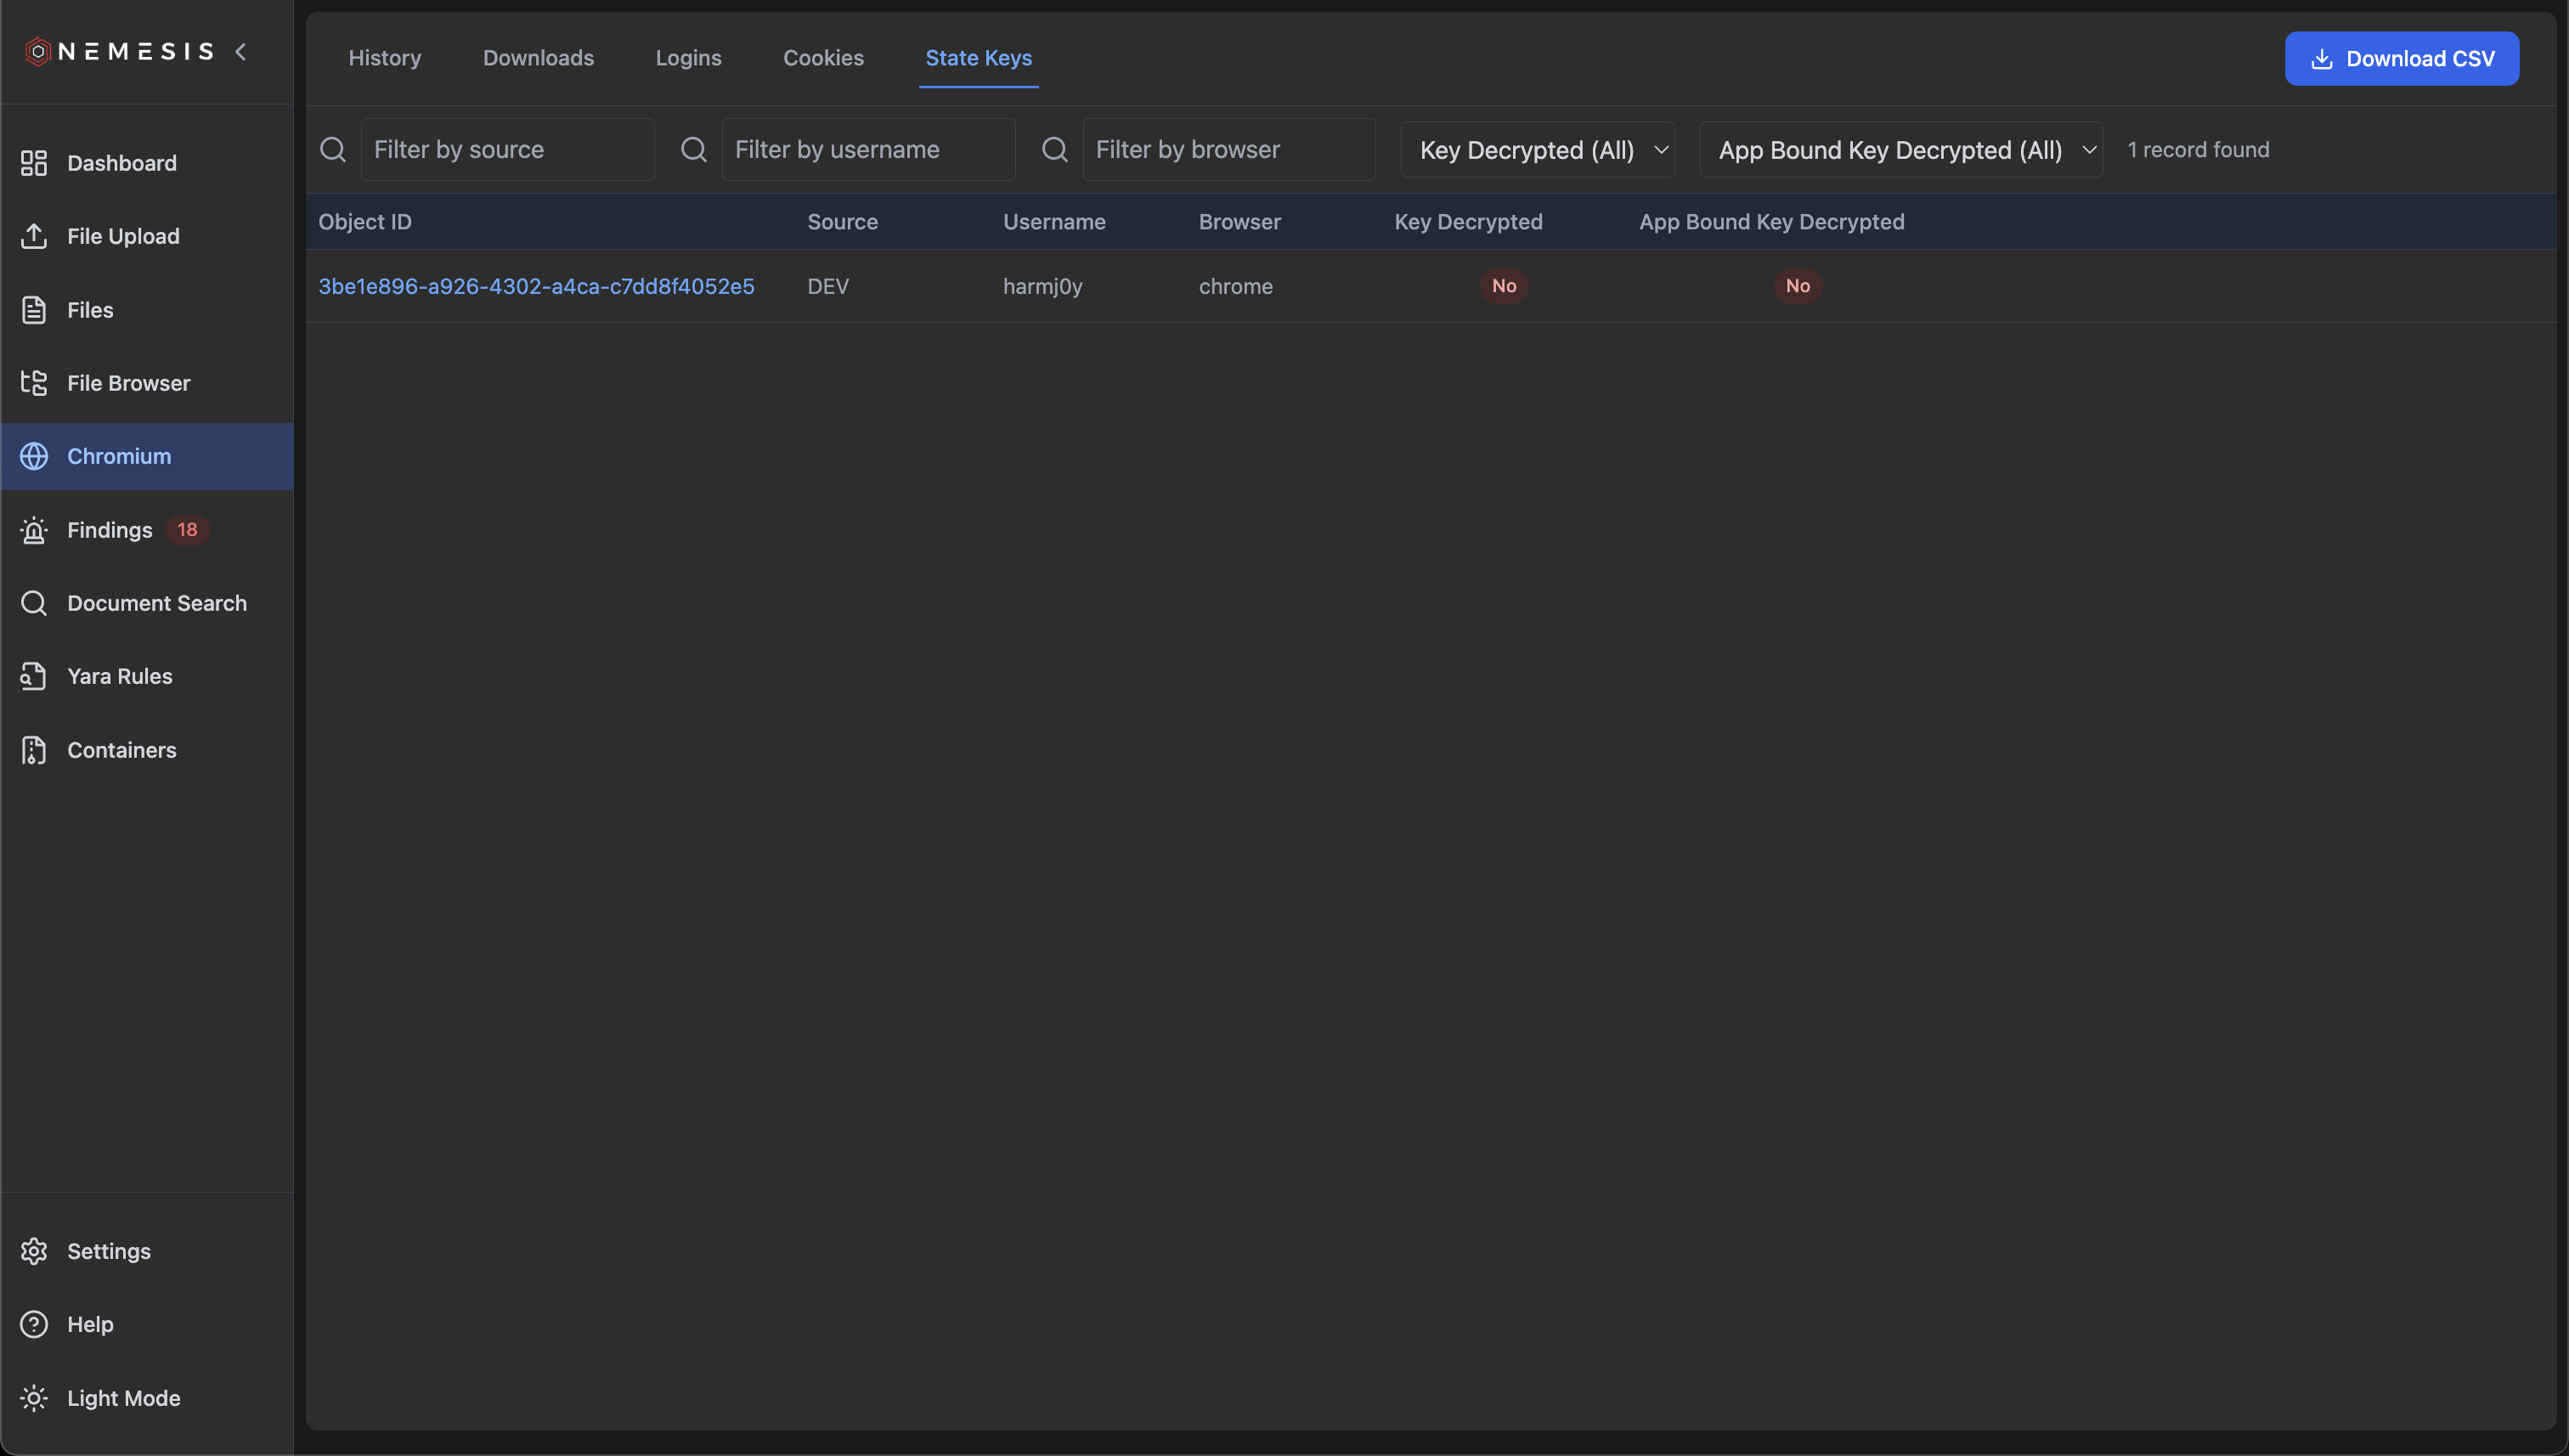 NEMESIS
Dashboard
File Upload
Files
File Browser
Chromium
Findings 18
Document Search
Yara Rules
Containers
Settings
Help
Light Mode
History Downloads Logins Cookies State Keys Download CSV
Filter by source Filter by username Filter by browser Key Decrypted (All) App Bound Key Decrypted (All) 1 record found
Object ID Source Username Browser Key Decrypted App Bound Key Decrypted
3be1e896-a926-4302-a4ca-c7dd8f4052e5 DEV harmj0y chrome No No